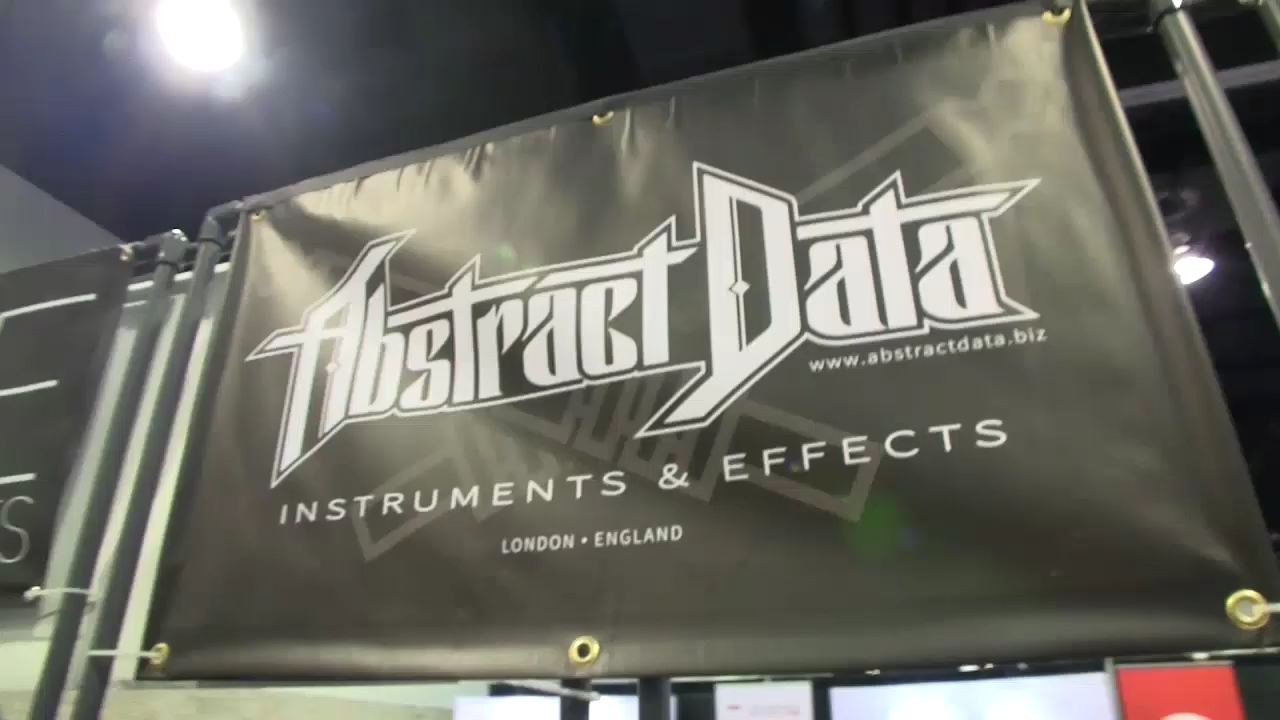 Abstract Data
www.abstractdata.biz
INSTRUMENTS & EFFECTS
LONDON • ENGLAND
S